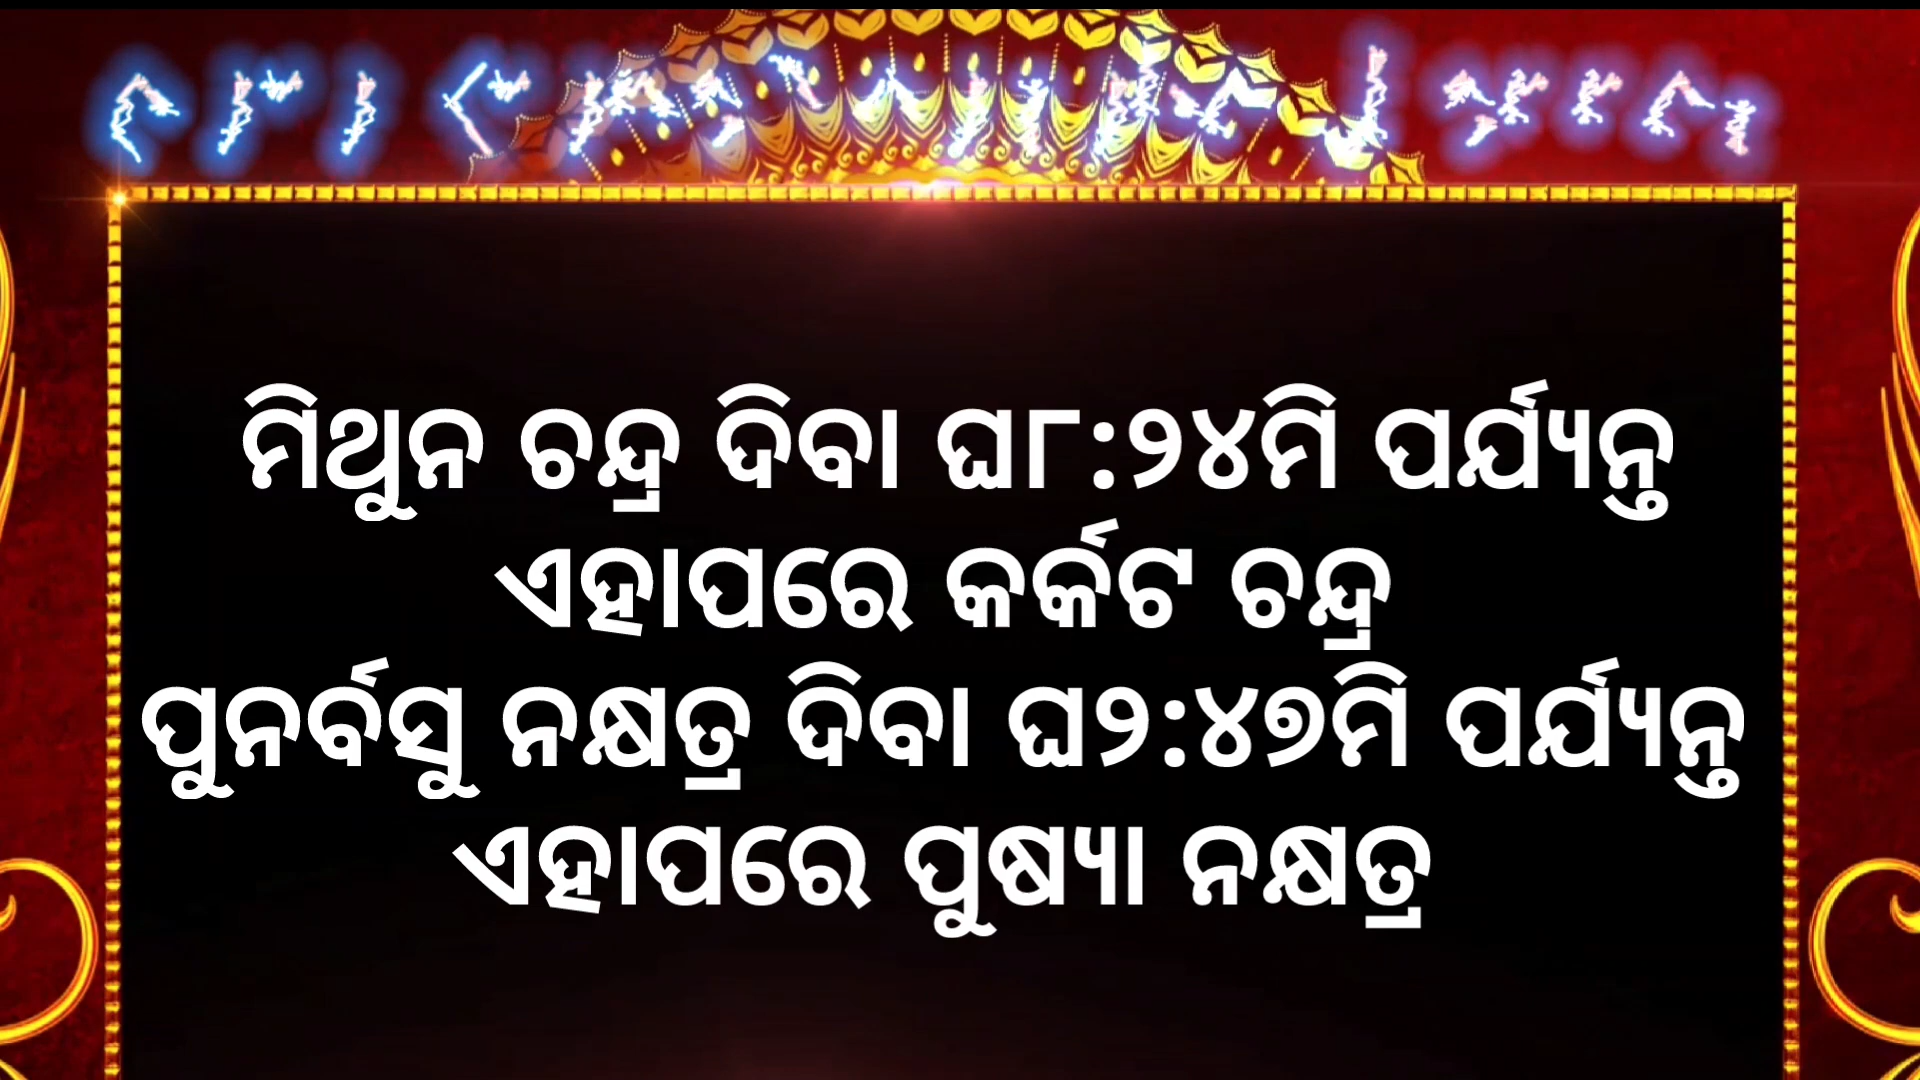 ମିଥୁନ ଚନ୍ଦ୍ର ଦିବା ଘ୮:୨୪ମି ପର୍ଯ୍ୟନ୍ତ
ଏହାପରେ କର୍କଟ ଚନ୍ଦ୍ର
ପୁନର୍ବସୁ ନକ୍ଷତ୍ର ଦିବା ଘ୨:୪୭ମି ପର୍ଯ୍ୟନ୍ତ
ଏହାପରେ ପୁଷ୍ୟା ନକ୍ଷତ୍ର